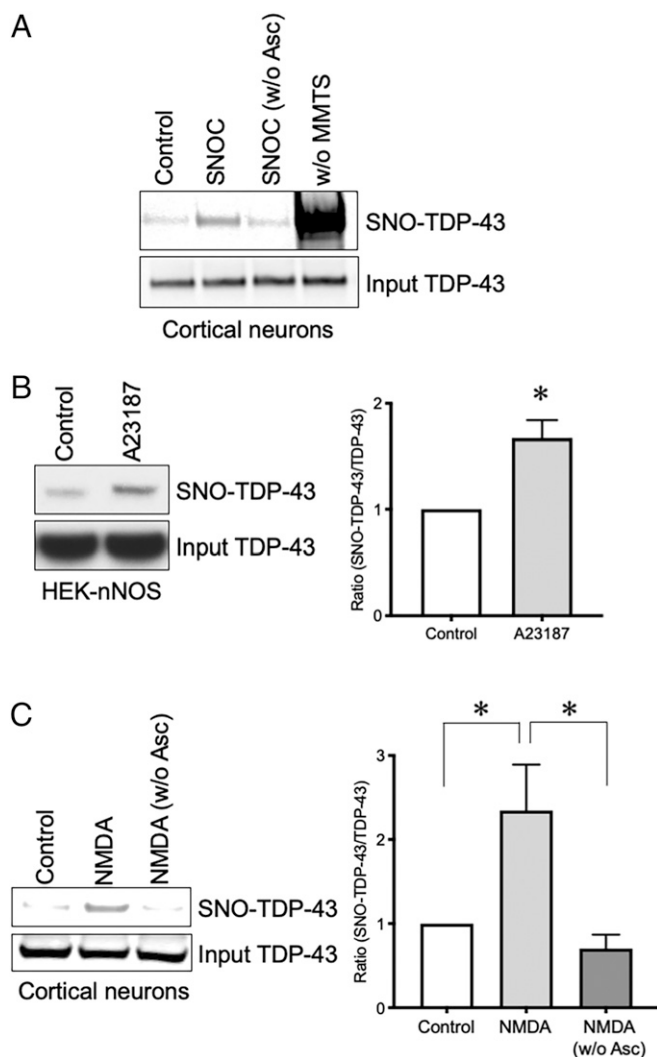 A
Control
SNOC
SNOC (w/o Asc)
w/o MMTS
SNO-TDP-43
Input TDP-43
Cortical neurons
B
Control
A23187
SNO-TDP-43
Input TDP-43
HEK-nNOS
Ratio (SNO-TDP-43/TDP-43)
2
1
0
*
Control
A23187
C
Control
NMDA
NMDA (w/o Asc)
SNO-TDP-43
Input TDP-43
Cortical neurons
Ratio (SNO-TDP-43/TDP-43)
3
2
1
0
*
*
Control
NMDA
NMDA
(w/o Asc)